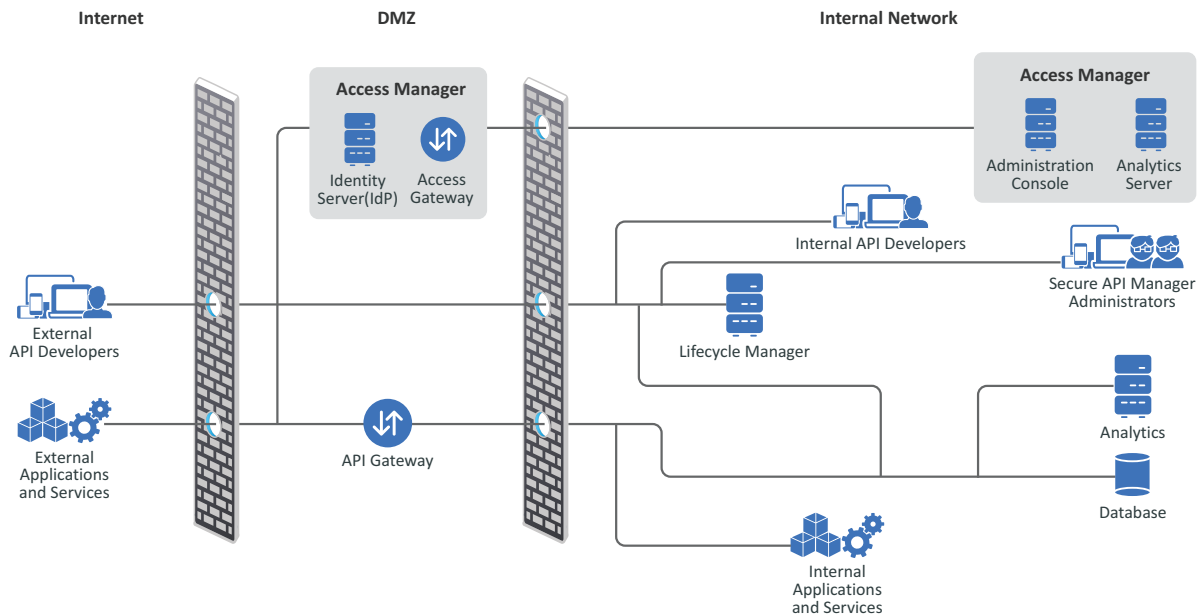 Internet
DMZ
Internal Network
Access Manager
Identity
Server(IdP)
Access
Gateway
Access Manager
Administration
Console
Analytics
Server
Internal API Developers
Secure API Manager
Administrators
External
API Developers
Lifecycle Manager
External
Applications
and Services
API Gateway
Analytics
Database
Internal
Applications
and Services